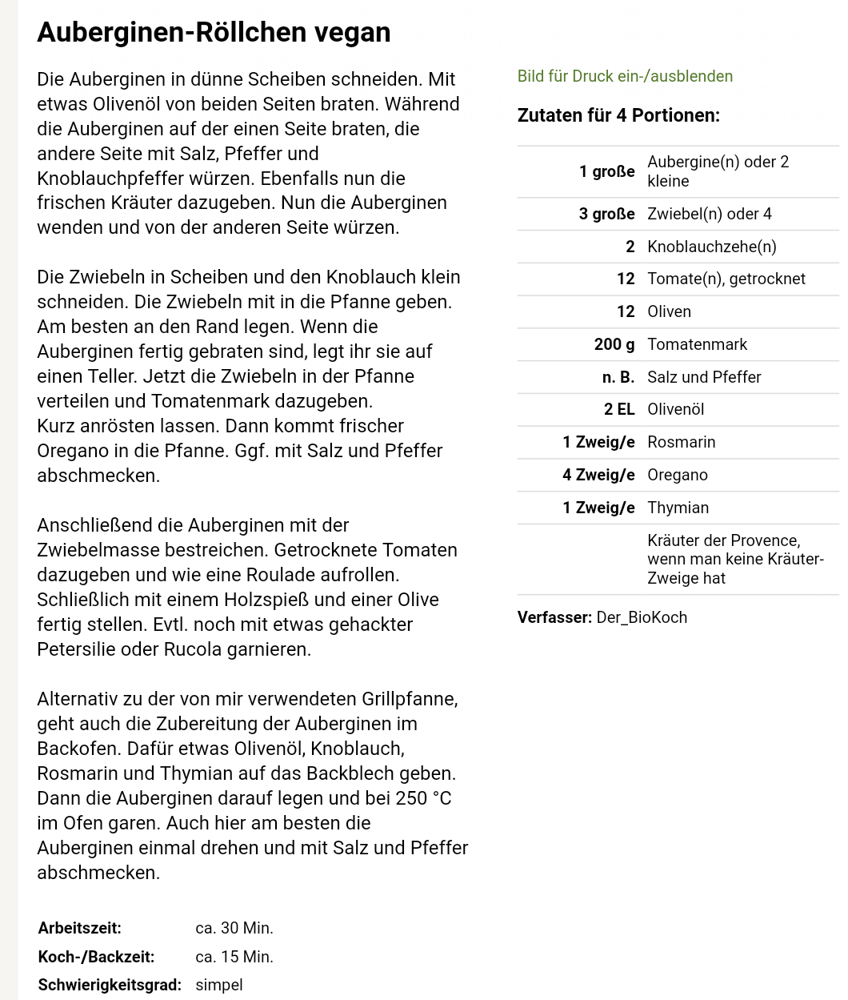 Auberginen-Röllchen vegan
Die Auberginen in dünne Scheiben schneiden. Mit
etwas Olivenöl von beiden Seiten braten. Während
die Auberginen auf der einen Seite braten, die
andere Seite mit Salz, Pfeffer und
Knoblauchpfeffer würzen. Ebenfalls nun die
frischen Kräuter dazugeben. Nun die Auberginen
wenden und von der anderen Seite würzen.
Die Zwiebeln in Scheiben und den Knoblauch klein
schneiden. Die Zwiebeln mit in die Pfanne geben.
Am besten an den Rand legen. Wenn die
Auberginen fertig gebraten sind, legt ihr sie auf
einen Teller. Jetzt die Zwiebeln in der Pfanne
verteilen und Tomatenmark dazugeben.
Kurz anrösten lassen. Dann kommt frischer
Oregano in die Pfanne. Ggf. mit Salz und Pfeffer
abschmecken.
Anschließend die Auberginen mit der
Zwiebelmasse bestreichen. Getrocknete Tomaten
dazugeben und wie eine Roulade aufrollen.
Schließlich mit einem Holzspieß und einer Olive
fertig stellen. Evtl. noch mit etwas gehackter
Petersilie oder Rucola garnieren.
Alternativ zu der von mir verwendeten Grillpfanne,
geht auch die Zubereitung der Auberginen im
Backofen. Dafür etwas Olivenöl, Knoblauch,
Rosmarin und Thymian auf das Backblech geben.
Dann die Auberginen darauf legen und bei 250 °C
im Ofen garen. Auch hier am besten die
Auberginen einmal drehen und mit Salz und Pfeffer
abschmecken.
Arbeitszeit: ca. 30 Min.
Koch-/Backzeit: ca. 15 Min.
Schwierigkeitsgrad: simpel
Bild für Druck ein-/ausblenden
Zutaten für 4 Portionen:
1 große Aubergine(n) oder 2
kleine
3 große Zwiebel(n) oder 4
2 Knoblauchzehe(n)
12 Tomate(n), getrocknet
12 Oliven
200 g Tomatenmark
n. B. Salz und Pfeffer
2 EL Olivenöl
1 Zweig/e Rosmarin
4 Zweig/e Oregano
1 Zweig/e Thymian
Kräuter der Provence,
wenn man keine Kräuter-
Zweige hat
Verfasser: Der_BioKoch